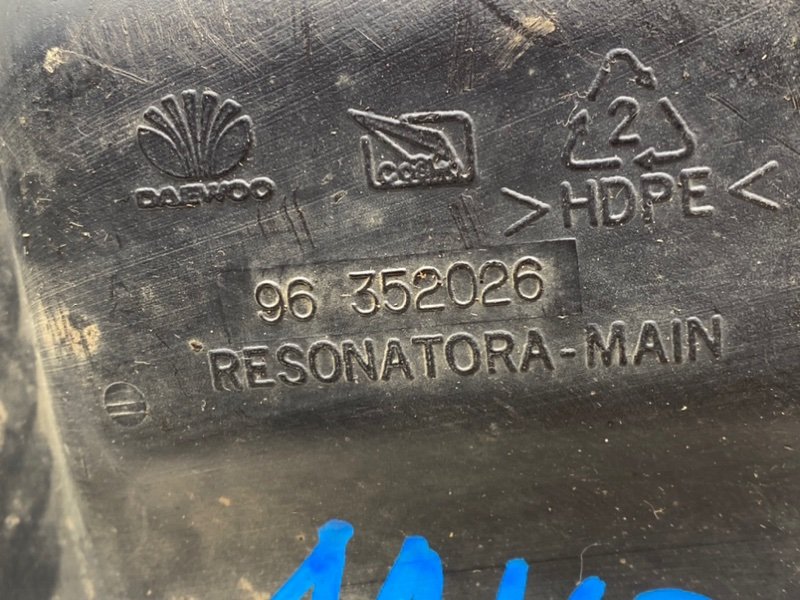 DAEWOO
2
>HDPE<
96 352026
RESONATORA-MAIN